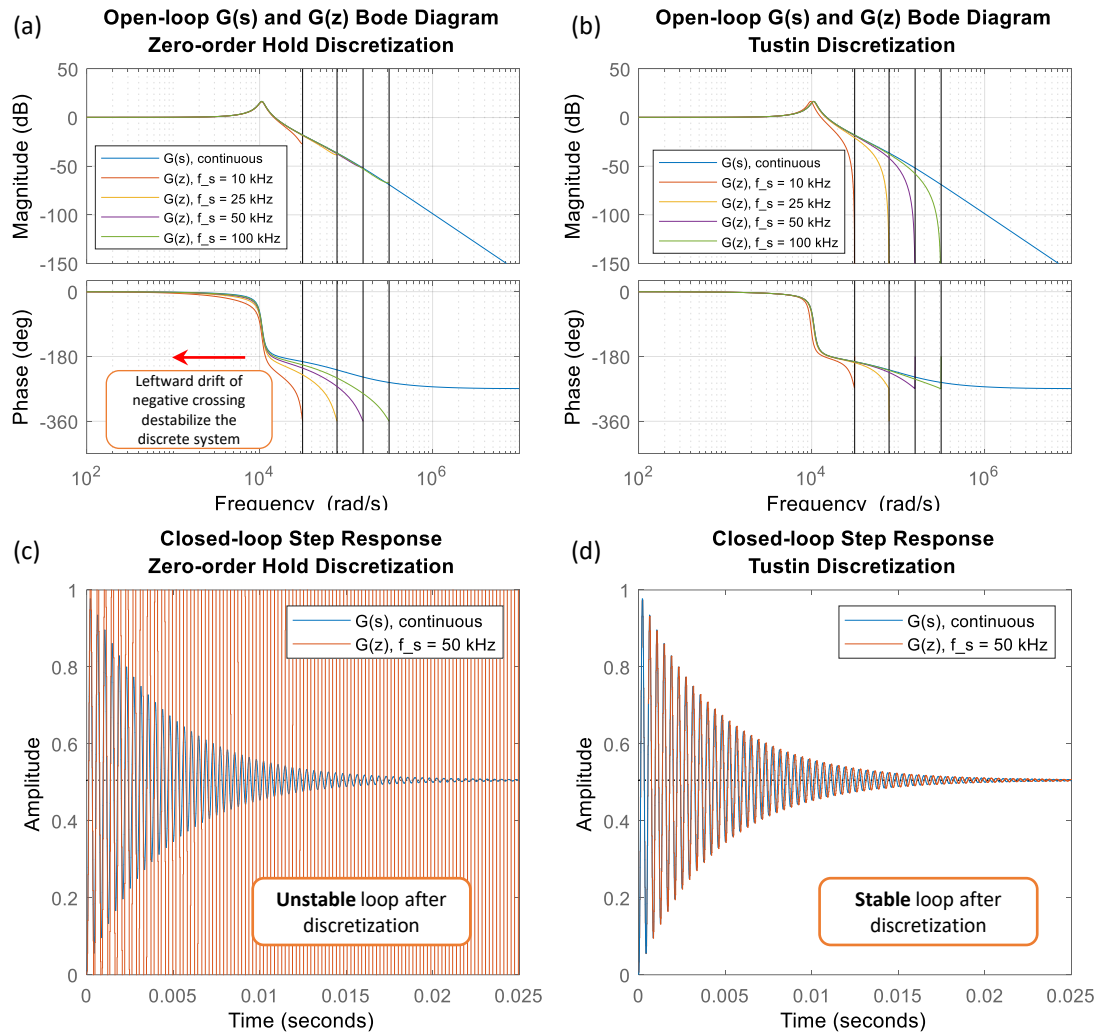 (a)
Open-loop G(s) and G(z) Bode Diagram
Zero-order Hold Discretization
Magnitude (dB)
50
0
-50
-100
-150
G(s), continuous
G(z), f_s = 10 kHz
G(z), f_s = 25 kHz
G(z), f_s = 50 kHz
G(z), f_s = 100 kHz
Phase (deg)
0
-180
-360
Leftward drift of
negative crossing
destabilize the
discrete system
10^2
10^4
10^6
Frequency (rad/s)
(b)
Open-loop G(s) and G(z) Bode Diagram
Tustin Discretization
Magnitude (dB)
50
0
-50
-100
-150
G(s), continuous
G(z), f_s = 10 kHz
G(z), f_s = 25 kHz
G(z), f_s = 50 kHz
G(z), f_s = 100 kHz
Phase (deg)
0
-180
-360
10^2
10^4
10^6
Frequency (rad/s)
(c)
Closed-loop Step Response
Zero-order Hold Discretization
Amplitude
1
0.8
0.6
0.4
0.2
0
G(s), continuous
G(z), f_s = 50 kHz
Unstable loop after
discretization
0
0.005
0.01
0.015
0.02
0.025
Time (seconds)
(d)
Closed-loop Step Response
Tustin Discretization
Amplitude
1
0.8
0.6
0.4
0.2
0
G(s), continuous
G(z), f_s = 50 kHz
Stable loop after
discretization
0
0.005
0.01
0.015
0.02
0.025
Time (seconds)